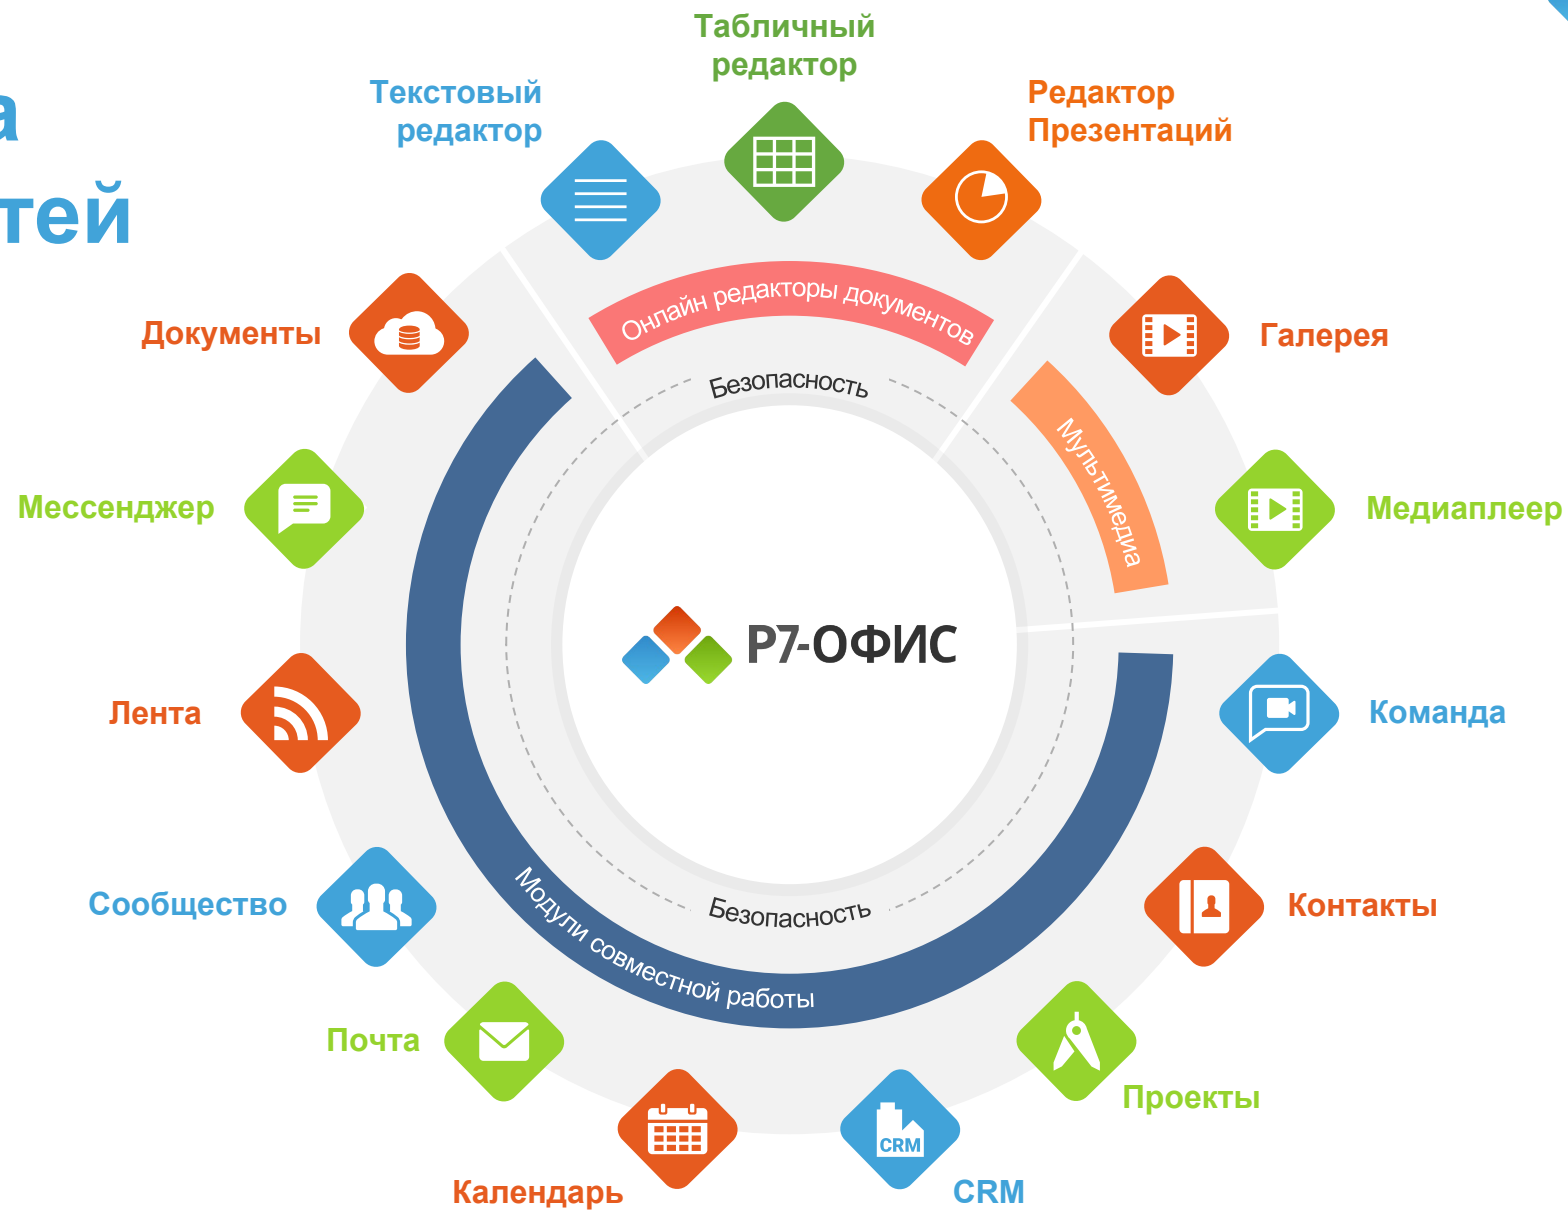 Табличный
редактор
Текстовый
редактор
Редактор
Презентаций
а
тей
Документы
Онлайн редакторы документов
Галерея
Безопасность
Мультимедиа
Мессенджер
Медиаплеер
Р7-ОФИС
Лента
Команда
Сообщество
Контакты
Безопасность
Модули совместной работы
Почта
Проекты
CRM
Календарь
CRM